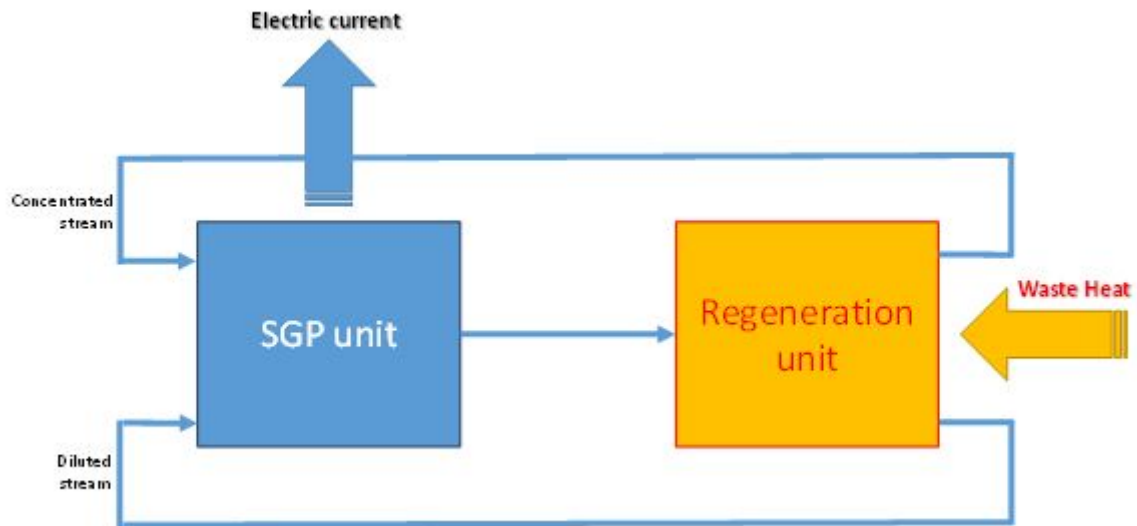 Electric current
Concentrated
stream
SGP unit
Regeneration
unit
Waste Heat
Diluted
stream